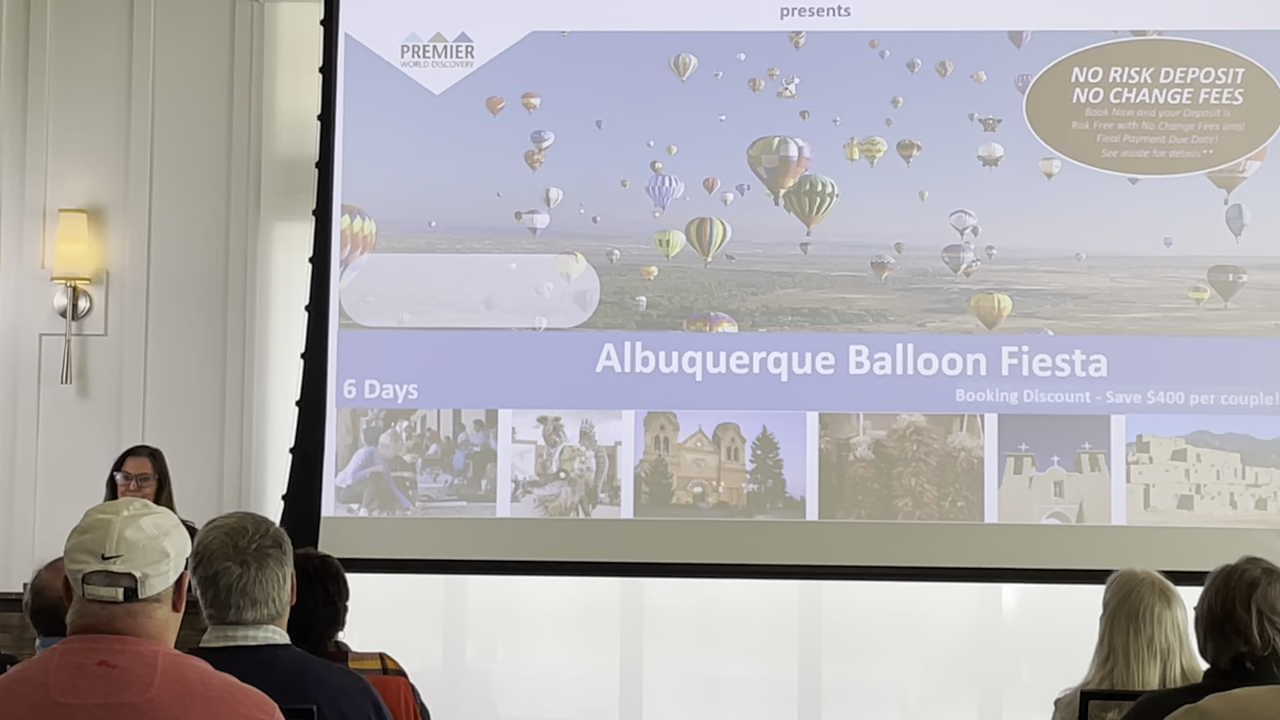 presents
PREMIER
WORLD DISCOVERY
NO RISK DEPOSIT
NO CHANGE FEES
Book Now and your Deposit is
Risk Free with No Change Fees until
Final Payment Due Date!
See inside for details**
Albuquerque Balloon Fiesta
6 Days
Booking Discount - Save $400 per couple!